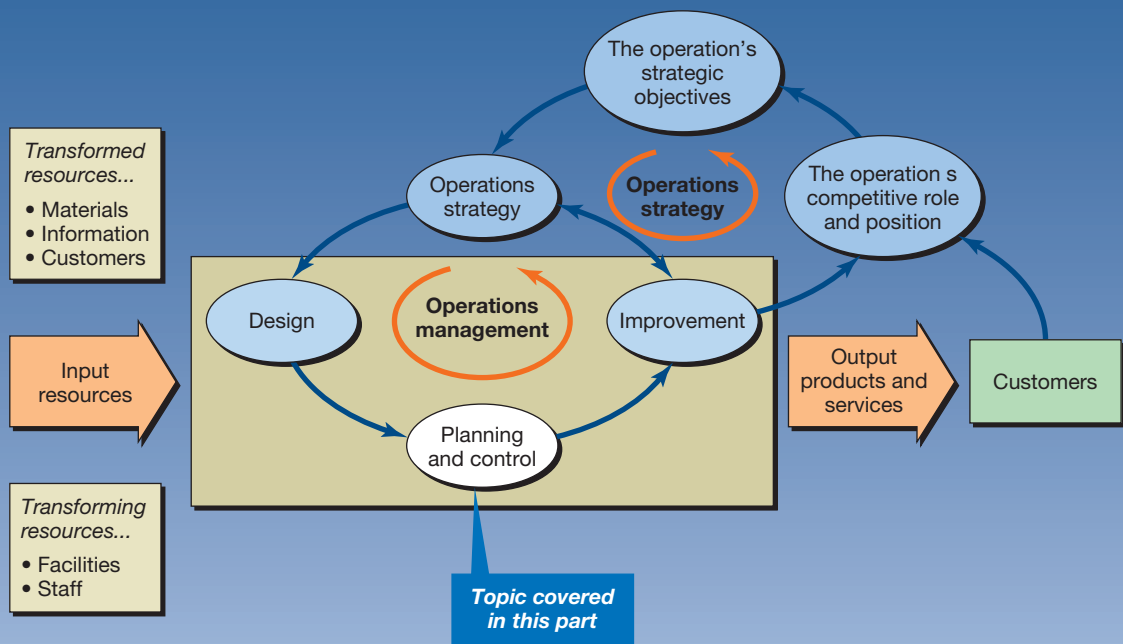 The operation’s
strategic
objectives
Transformed
resources...
• Materials
• Information
• Customers
Operations
strategy
Operations
strategy
The operation s
competitive role
and position
Design
Operations
management
Improvement
Input
resources
Output
products and
services
Customers
Planning
and control
Transforming
resources...
• Facilities
• Staff
Topic covered
in this part